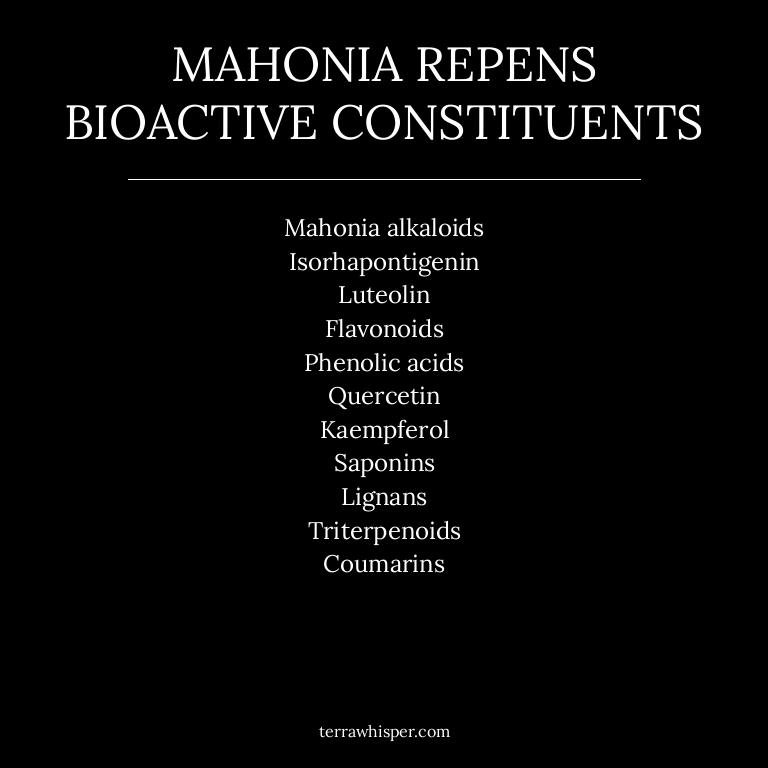 MAHONIA REPENS
BIOACTIVE CONSTITUENTS
Mahonia alkaloids
Isorhapontigenin
Luteolin
Flavonoids
Phenolic acids
Quercetin
Kaempferol
Saponins
Lignans
Triterpenoids
Coumarins
terrawhisper.com